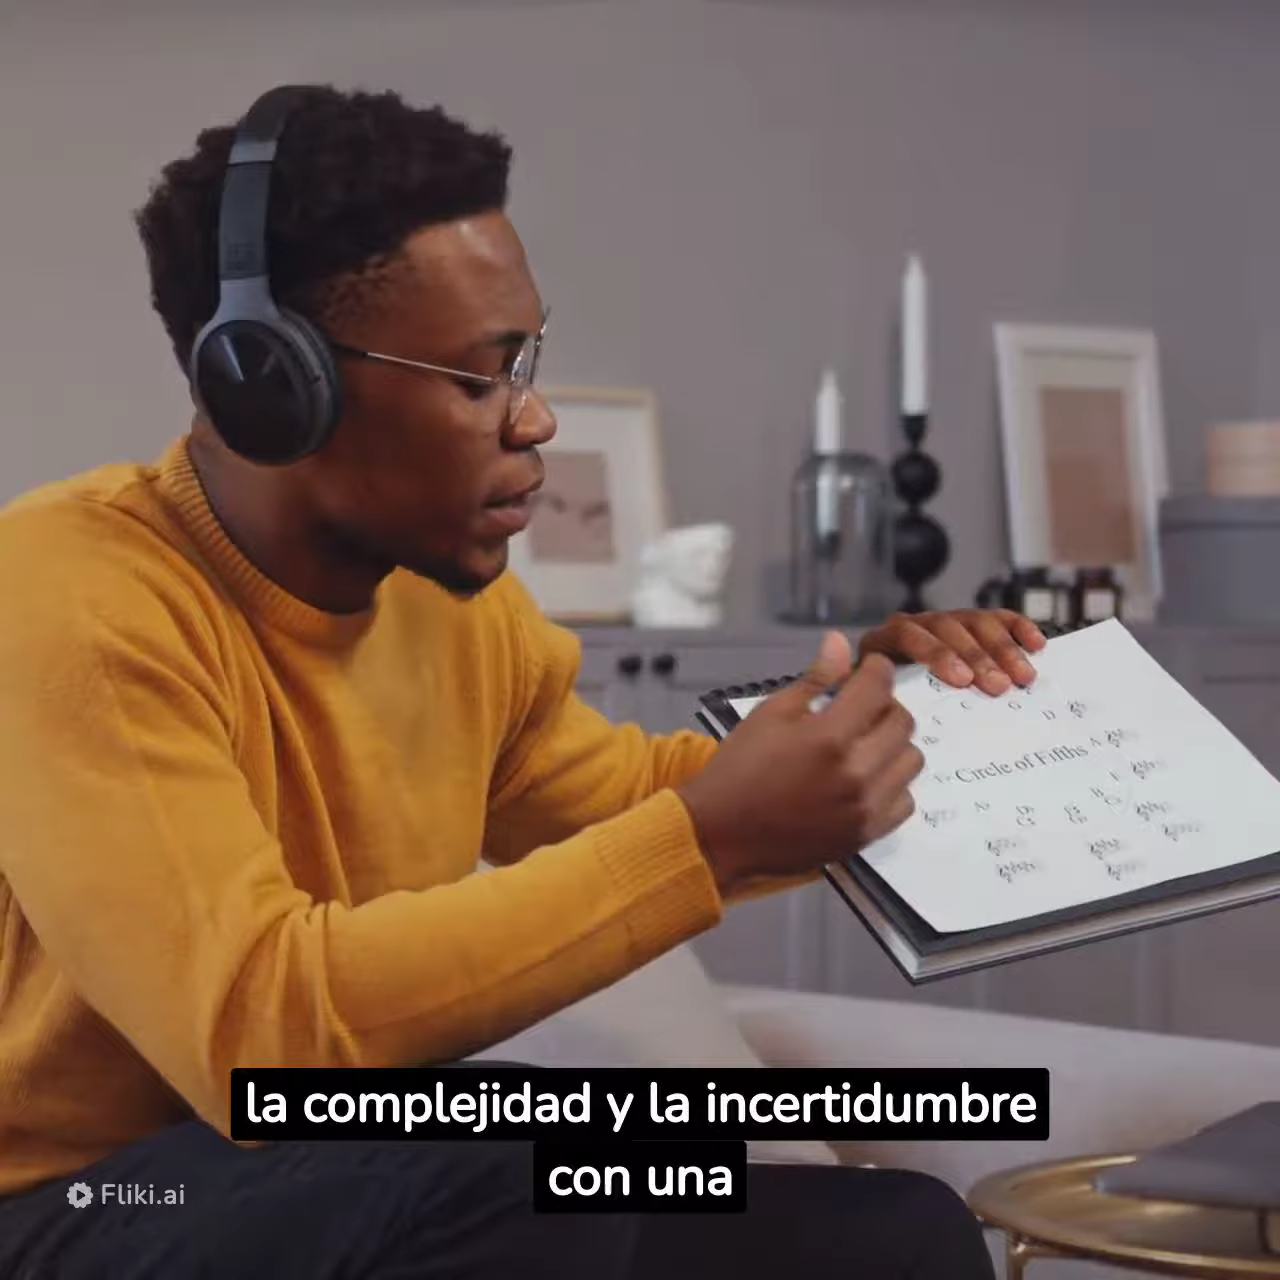 C
G
D
A
Circle of Fifths
B
la complejidad y la incertidumbre
con una
Fliki.ai